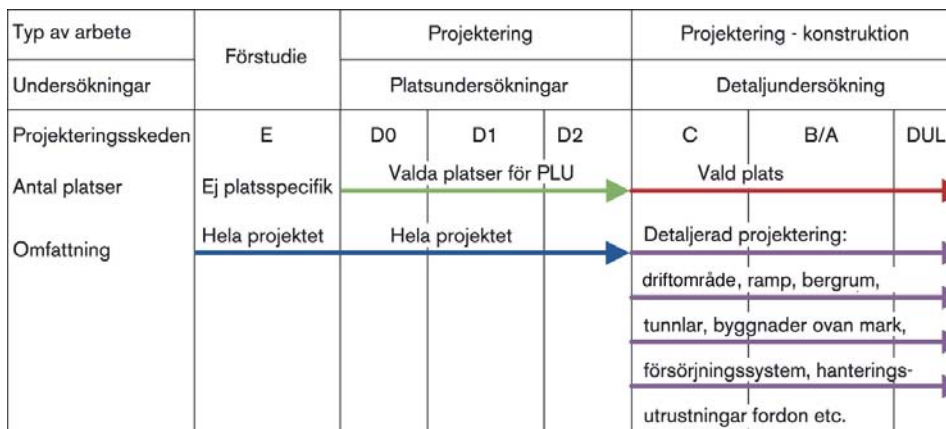 Typ av arbete Förstudie Projektering Projektering - konstruktion
Undersökningar Platsundersökningar Detaljundersökning
Projekteringsskeden E D0 D1 D2 C B/A DUL
Antal platser Ej platsspecifik Valda platser för PLU Vald plats
Omfattning Hela projektet Hela projektet Detaljerad projektering:
driftområde, ramp, bergrum,
tunnlar, byggnader ovan mark,
försörjningssystem, hanterings-
utrustningar fordon etc.